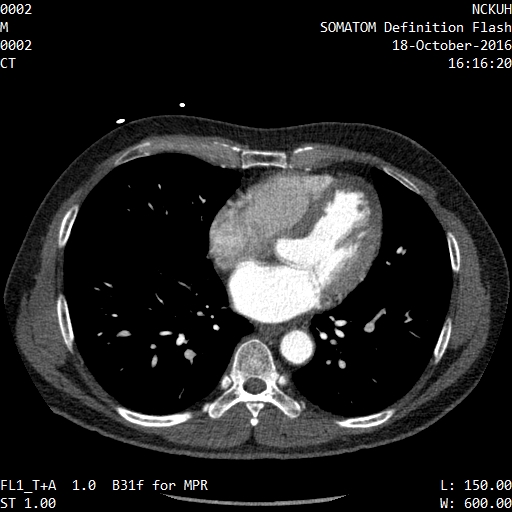 0002
NCKUH
M
SOMATOM Definition Flash
0002
18-October-2016
CT
16:16:20
FL1_T+A 1.0 B31f for MPR
L: 150.00
ST 1.00
W: 600.00